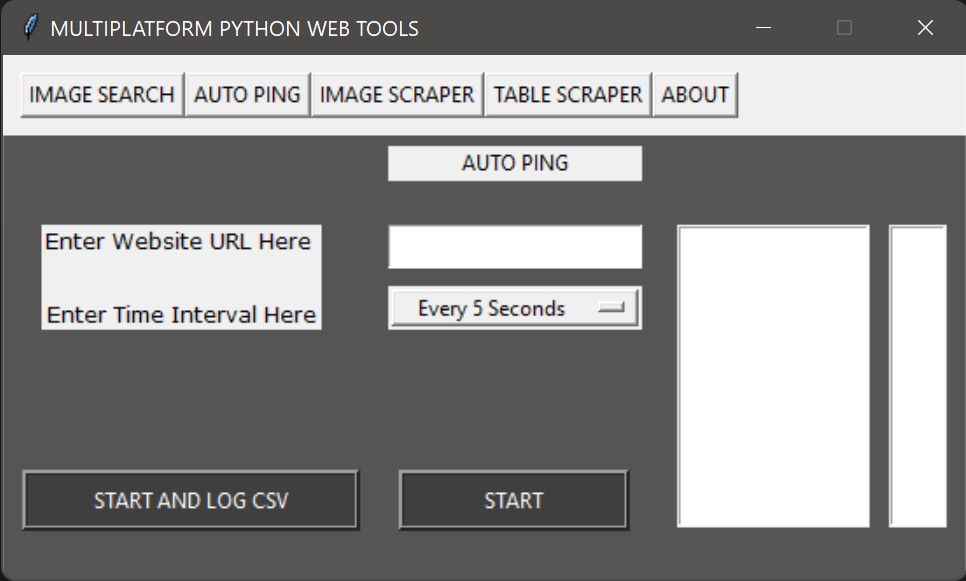 MULTIPLATFORM PYTHON WEB TOOLS
IMAGE SEARCH AUTO PING IMAGE SCRAPER TABLE SCRAPER ABOUT
AUTO PING
Enter Website URL Here
Enter Time Interval Here Every 5 Seconds
START AND LOG CSV START